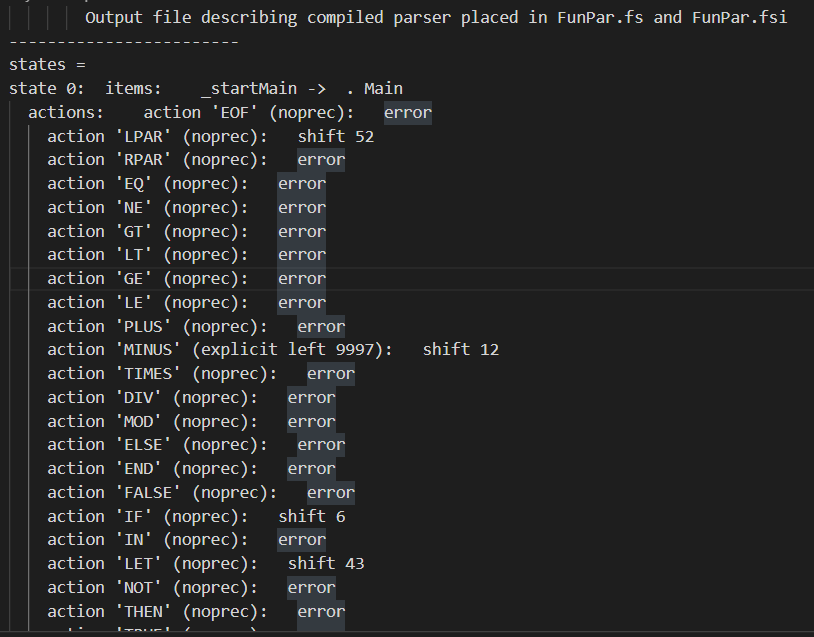 Output file describing compiled parser placed in FunPar.fs and FunPar.fsi
------------------------
states =
state 0:  items:    _startMain ->  . Main
  actions:    action 'EOF' (noprec):   error
    action 'LPAR' (noprec):   shift 52
    action 'RPAR' (noprec):   error
    action 'EQ' (noprec):   error
    action 'NE' (noprec):   error
    action 'GT' (noprec):   error
    action 'LT' (noprec):   error
    action 'GE' (noprec):   error
    action 'LE' (noprec):   error
    action 'PLUS' (noprec):   error
    action 'MINUS' (explicit left 9997):   shift 12
    action 'TIMES' (noprec):   error
    action 'DIV' (noprec):   error
    action 'MOD' (noprec):   error
    action 'ELSE' (noprec):   error
    action 'END' (noprec):   error
    action 'FALSE' (noprec):   error
    action 'IF' (noprec):   shift 6
    action 'IN' (noprec):   error
    action 'LET' (noprec):   shift 43
    action 'NOT' (noprec):   error
    action 'THEN' (noprec):   error